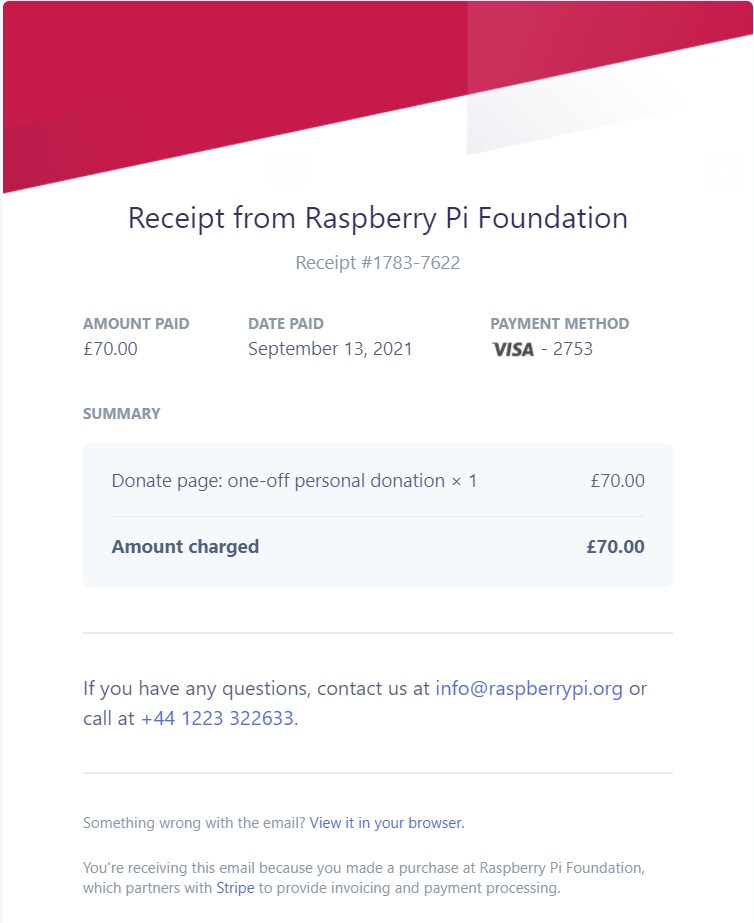 Receipt from Raspberry Pi Foundation
Receipt #1783-7622
AMOUNT PAID DATE PAID PAYMENT METHOD
£70.00 September 13, 2021 VISA - 2753
SUMMARY
Donate page: one-off personal donation × 1 £70.00
Amount charged £70.00
If you have any questions, contact us at info@raspberrypi.org or
call at +44 1223 322633.
Something wrong with the email? View it in your browser.
You're receiving this email because you made a purchase at Raspberry Pi Foundation,
which partners with Stripe to provide invoicing and payment processing.